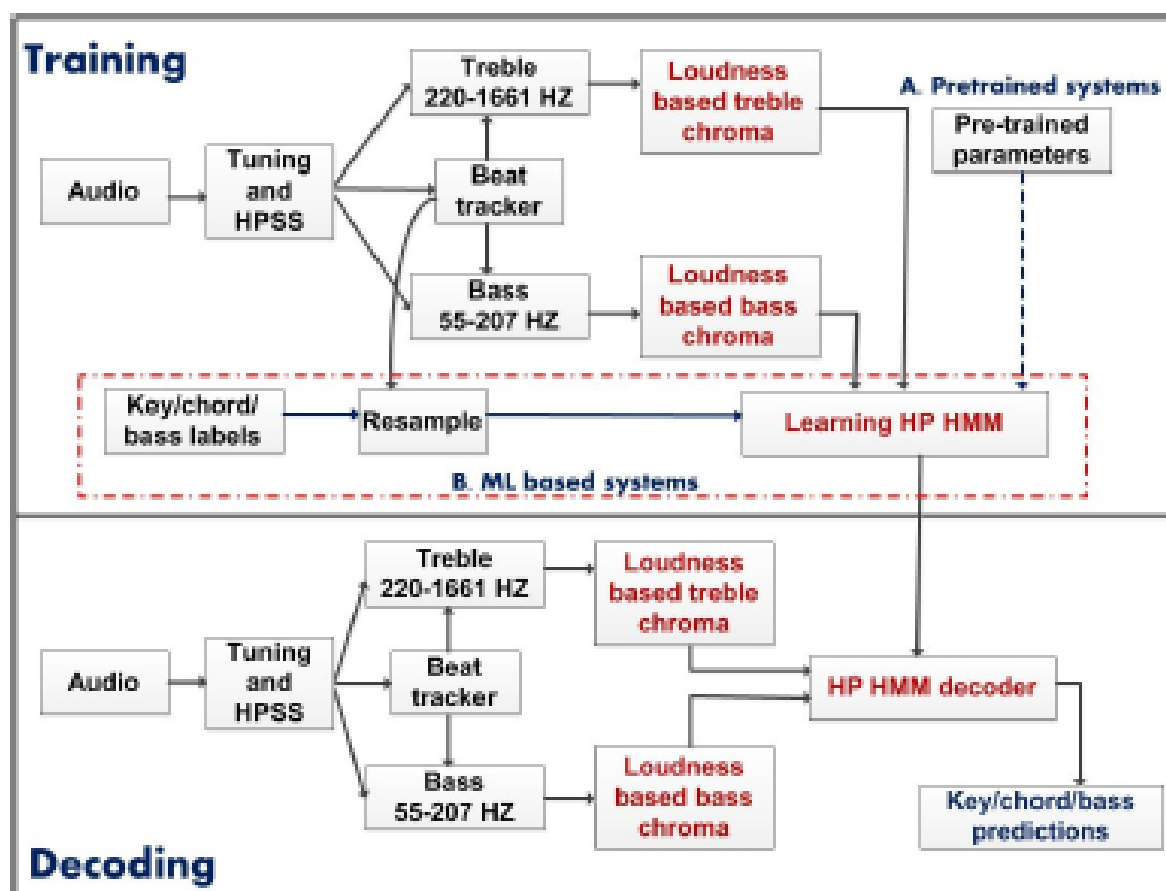 Training
Treble
220-1661 HZ
Loudness
based treble
chroma
A. Pretrained systems
Pre-trained
parameters
Audio
Tuning
and
HPSS
Beat
tracker
Bass
55-207 HZ
Loudness
based bass
chroma
Key/chord/
bass labels
Resample
Learning HP HMM
B. ML based systems
Treble
220-1661 HZ
Loudness
based treble
chroma
Audio
Tuning
and
HPSS
Beat
tracker
HP HMM decoder
Bass
55-207 HZ
Loudness
based bass
chroma
Key/chord/bass
predictions
Decoding